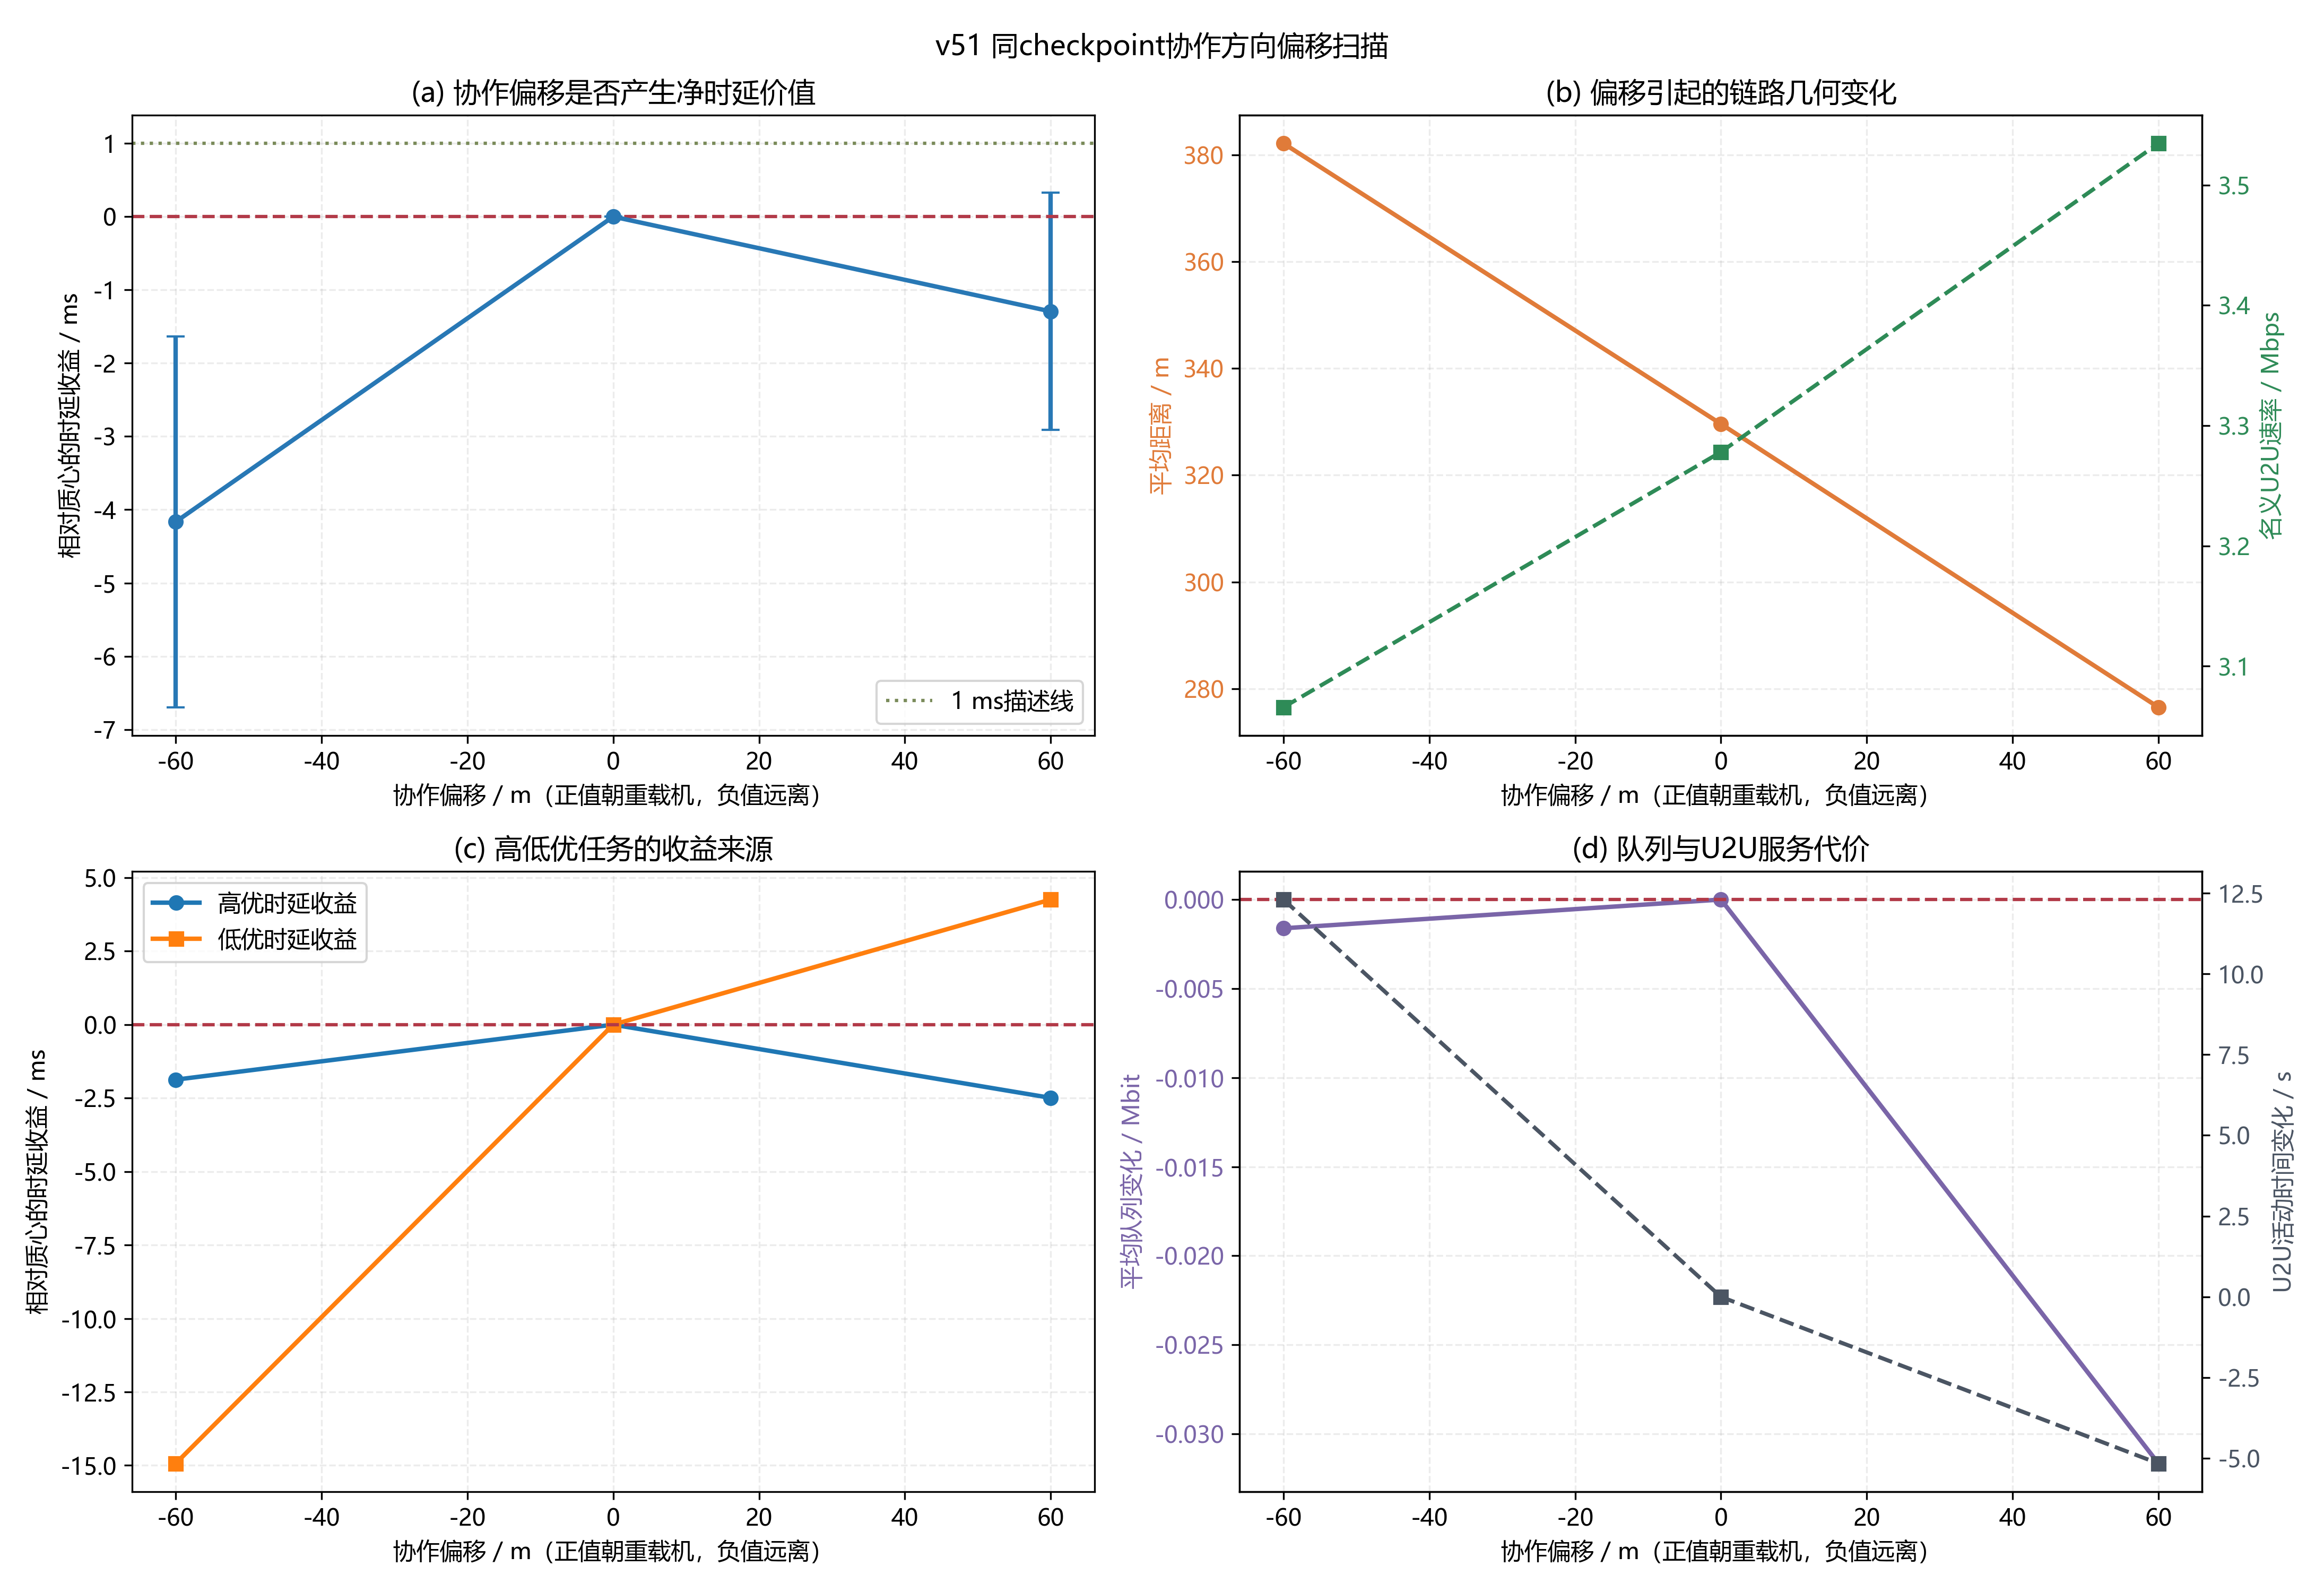 v51 同checkpoint协作方向偏移扫描
(a) 协作偏移是否产生净时延价值
1
0
-1
-2
-3
-4
-5
-6
-7
相对质心的时延收益 / ms
1 ms描述线
-60 -40 -20 0 20 40 60
协作偏移 / m（正值朝重载机，负值远离）
(b) 偏移引起的链路几何变化
380
360
340
320
300
280
平均距离 / m
3.5
3.4
3.3
3.2
3.1
名义U2U速率 / Mbps
-60 -40 -20 0 20 40 60
协作偏移 / m（正值朝重载机，负值远离）
(c) 高低优任务的收益来源
高优时延收益
低优时延收益
5.0
2.5
0.0
-2.5
-5.0
-7.5
-10.0
-12.5
-15.0
相对质心的时延收益 / ms
-60 -40 -20 0 20 40 60
协作偏移 / m（正值朝重载机，负值远离）
(d) 队列与U2U服务代价
0.000
-0.005
-0.010
-0.015
-0.020
-0.025
-0.030
平均队列变化 / Mbit
12.5
10.0
7.5
5.0
2.5
0.0
-2.5
-5.0
U2U活动时间变化 / s
-60 -40 -20 0 20 40 60
协作偏移 / m（正值朝重载机，负值远离）